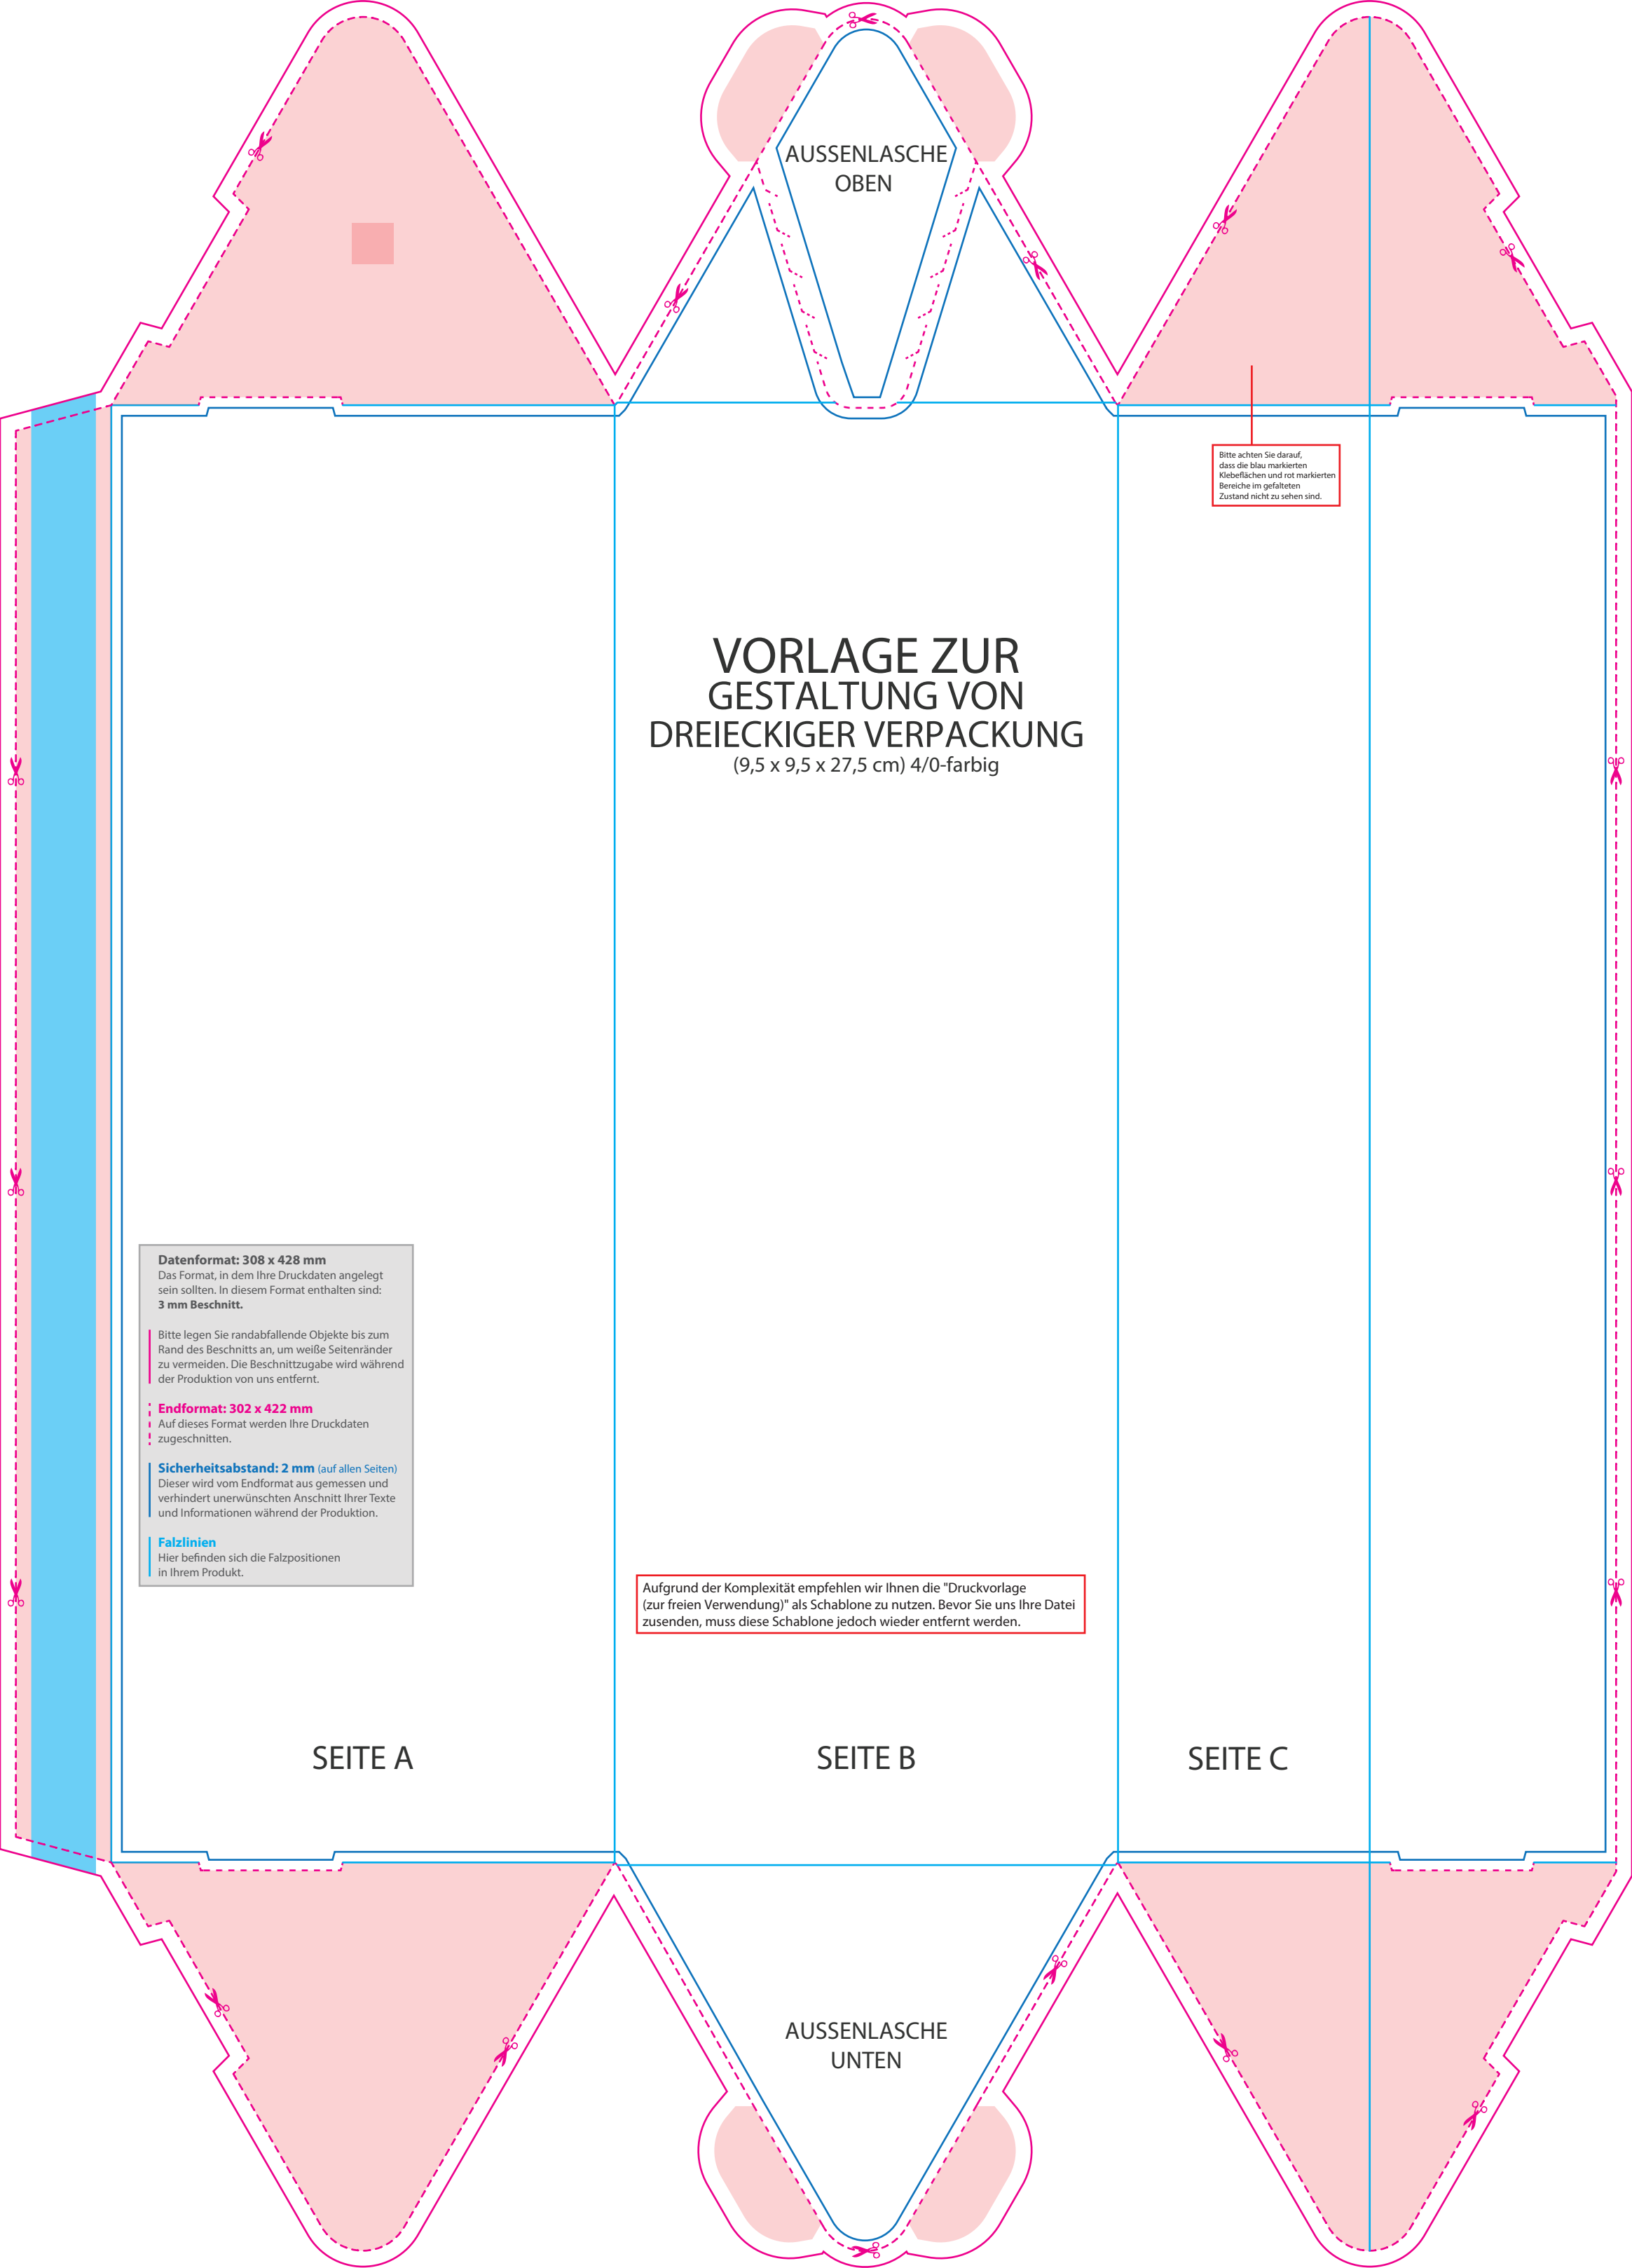 AUSSENLASCHE
OBEN
Bitte achten Sie darauf,
dass die blau markierten
Klebeflächen und rot markierten
Bereiche im gefalteten
Zustand nicht zu sehen sind.
VORLAGE ZUR
GESTALTUNG VON
DREIECKIGER VERPACKUNG
(9,5 x 9,5 x 27,5 cm) 4/0-farbig
Datenformat: 308 x 428 mm
Das Format, in dem Ihre Druckdaten angelegt
sein sollten. In diesem Format enthalten sind:
3 mm Beschnitt.
Bitte legen Sie randabfallende Objekte bis zum
Rand des Beschnitts an, um weiße Seitenränder
zu vermeiden. Die Beschnittzugabe wird während
der Produktion von uns entfernt.
Endformat: 302 x 422 mm
Auf dieses Format werden Ihre Druckdaten
zugeschnitten.
Sicherheitsabstand: 2 mm (auf allen Seiten)
Dieser wird vom Endformat aus gemessen und
verhindert unerwünschten Anschnitt Ihrer Texte
und Informationen während der Produktion.
Falzlinien
Hier befinden sich die Falzpositionen
in Ihrem Produkt.
Aufgrund der Komplexität empfehlen wir Ihnen die "Druckvorlage
(zur freien Verwendung)" als Schablone zu nutzen. Bevor Sie uns Ihre Datei
zusenden, muss diese Schablone jedoch wieder entfernt werden.
SEITE A
SEITE B
SEITE C
AUSSENLASCHE
UNTEN